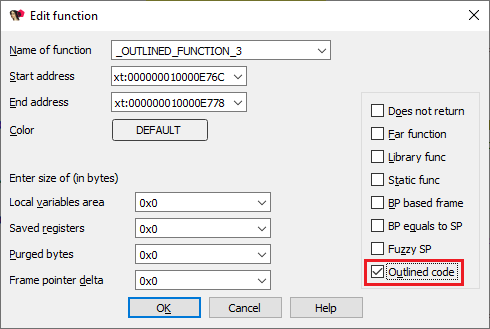 Edit function
Name of function _OUTLINED_FUNCTION_3
Start address xt:000000010000E76C
End address xt:000000010000E778
Color DEFAULT
Enter size of (in bytes)
Local variables area 0x0
Saved registers 0x0
Purged bytes 0x0
Frame pointer delta 0x0
Does not return
Far function
Library func
Static func
BP based frame
BP equals to SP
Fuzzy SP
Outlined code
OK Cancel Help